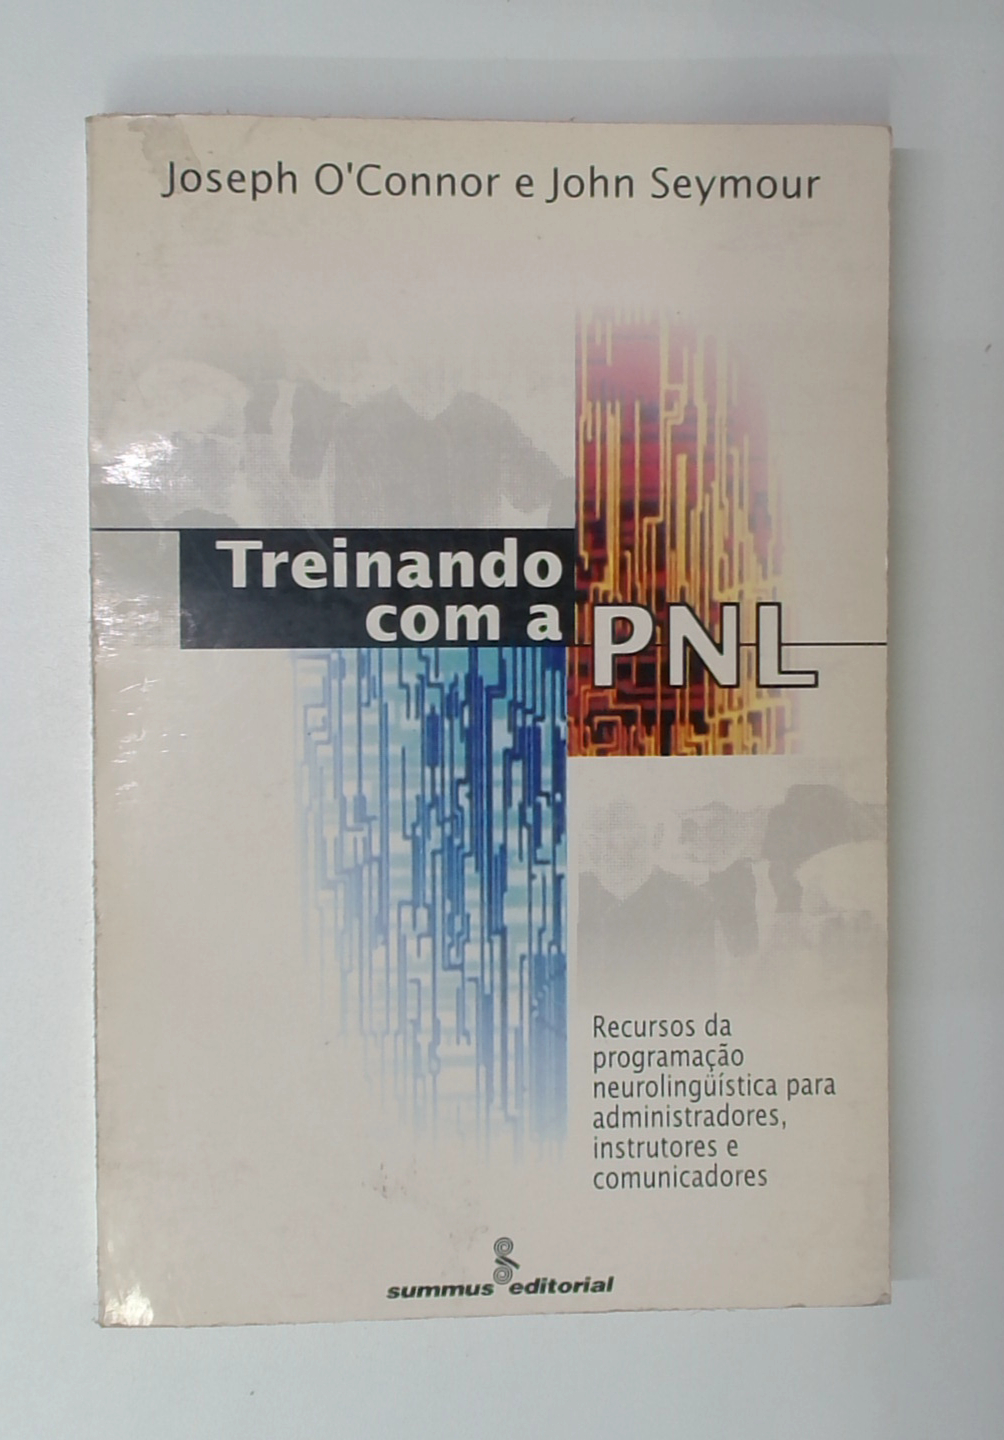 Joseph O'Connor e John Seymour
Treinando
com a
PNL
Recursos da
programação
neurolingüística para
administradores,
instrutores e
comunicadores
summus editorial